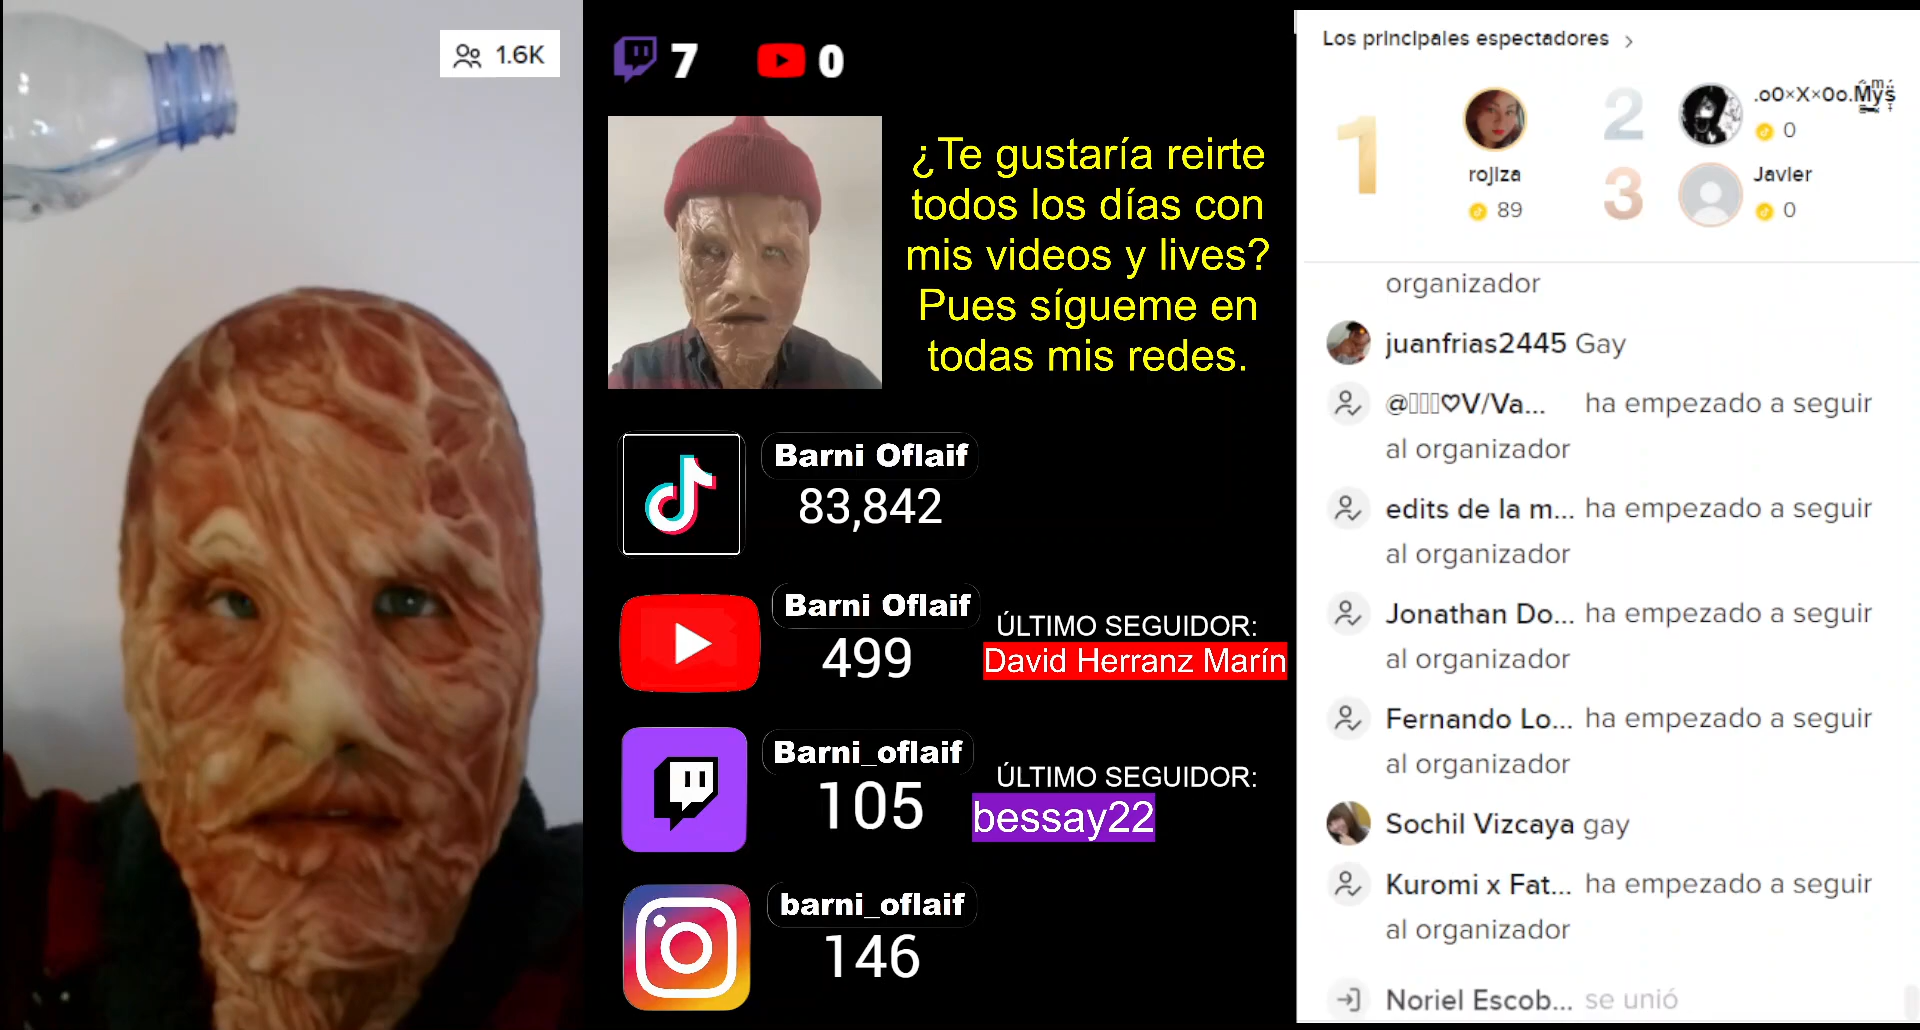 1.6K
7
0
¿Te gustaría reirte
todos los días con
mis videos y lives?
Pues sígueme en
todas mis redes.
Barni Oflaif
83,842
Barni Oflaif
499
ÚLTIMO SEGUIDOR:
David Herranz Marín
Barni_oflaif
105
ÚLTIMO SEGUIDOR:
bessay22
barni_oflaif
146
Los principales espectadores
1
rojiza
89
2
0
3
Javier
0
organizador
juanfrias2445 Gay
ha empezado a seguir
al organizador
edits de la m... ha empezado a seguir
al organizador
Jonathan Do... ha empezado a seguir
al organizador
Fernando Lo... ha empezado a seguir
al organizador
Sochil Vizcaya gay
Kuromi x Fat... ha empezado a seguir
al organizador
Noriel Escob... se unió